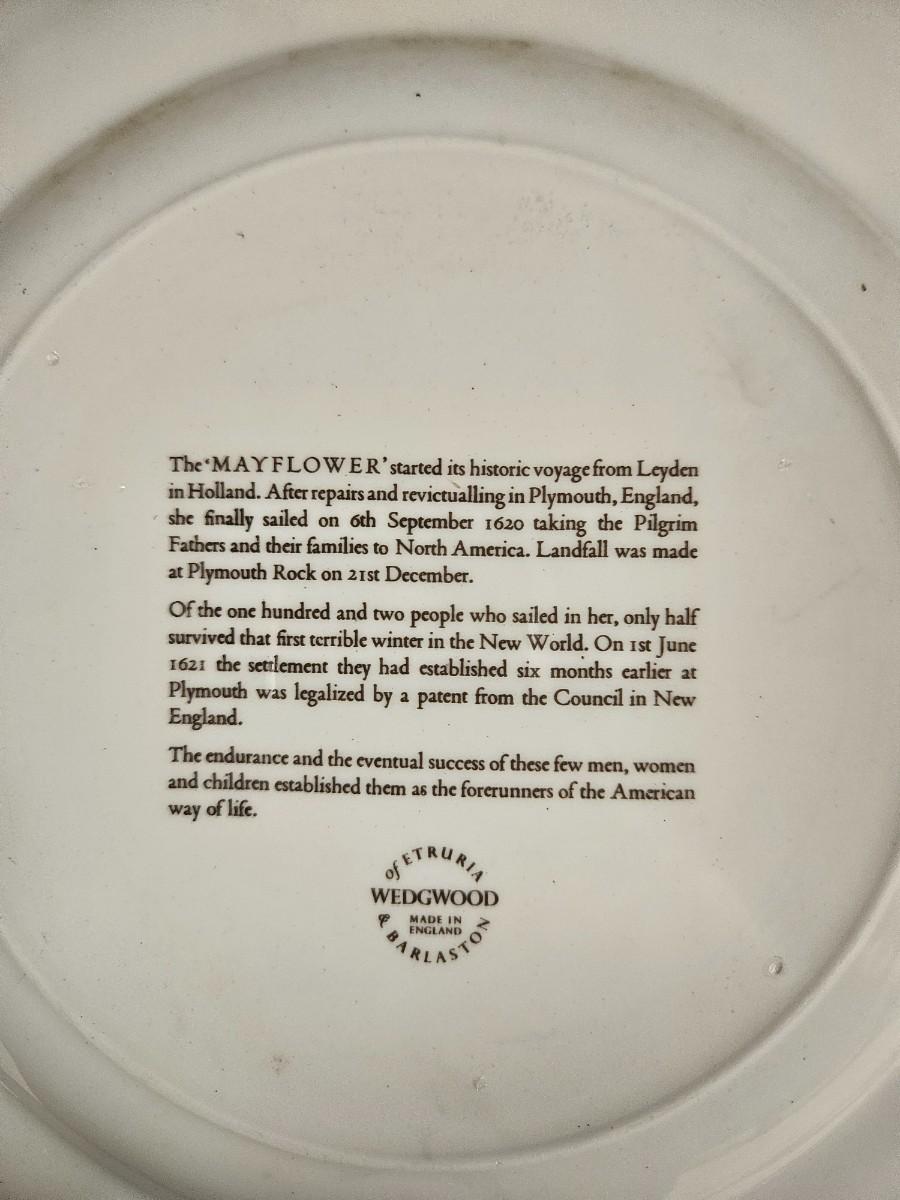 The 'MAYFLOWER' started its historic voyage from Leyden
in Holland. After repairs and revictualling in Plymouth, England,
she finally sailed on 6th September 1620 taking the Pilgrim
Fathers and their families to North America. Landfall was made
at Plymouth Rock on 21st December.
Of the one hundred and two people who sailed in her, only half
survived that first terrible winter in the New World. On 1st June
1621 the settlement they had established six months earlier at
Plymouth was legalized by a patent from the Council in New
England.
The endurance and the eventual success of these few men, women
and children established them as the forerunners of the American
way of life.
of ETRURIA
WEDGWOOD
MADE IN
ENGLAND
& BARLASTON